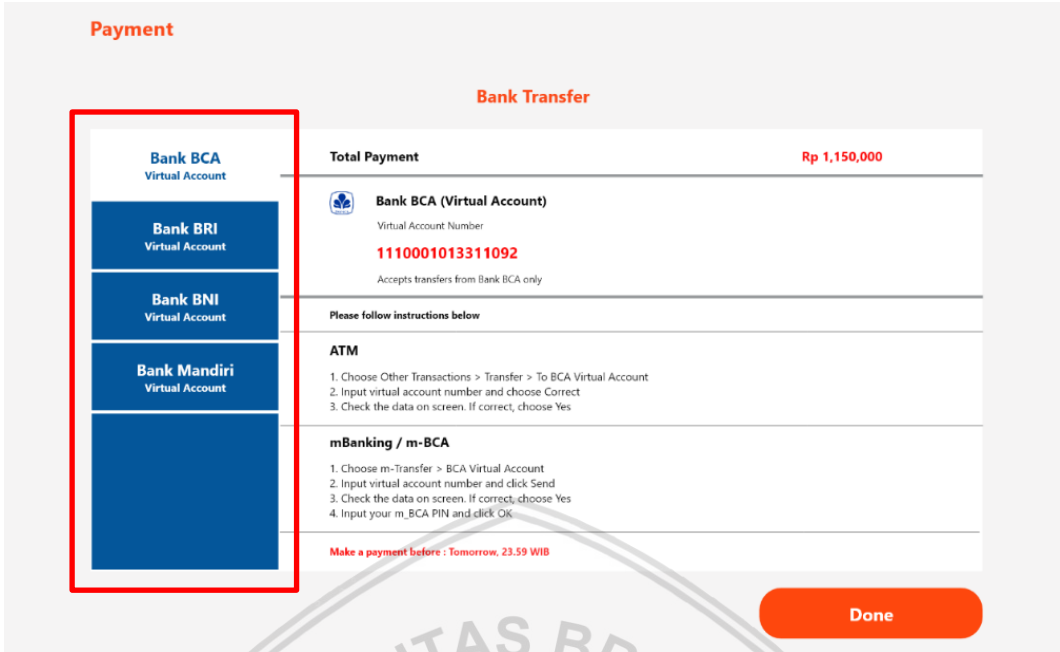 Payment
Bank Transfer
Bank BCA
Virtual Account
Bank BRI
Virtual Account
Bank BNI
Virtual Account
Bank Mandiri
Virtual Account
Total Payment Rp 1,150,000
Bank BCA (Virtual Account)
Virtual Account Number
1110001013311092
Accepts transfers from Bank BCA only
Please follow instructions below
ATM
1. Choose Other Transactions > Transfer > To BCA Virtual Account
2. Input virtual account number and choose Correct
3. Check the data on screen. If correct, choose Yes
mBanking / m-BCA
1. Choose m-Transfer > BCA Virtual Account
2. Input virtual account number and click Send
3. Check the data on screen. If correct, choose Yes
4. Input your m_BCA PIN and click OK
Make a payment before : Tomorrow, 23.59 WIB
Done